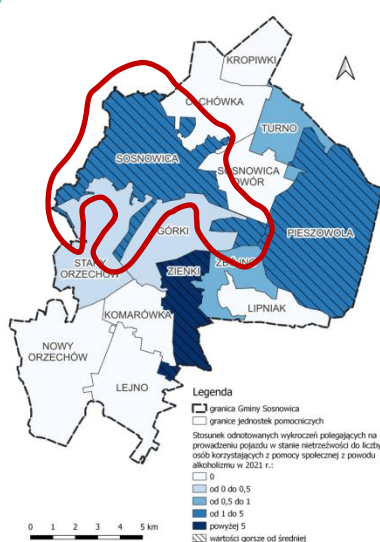 KROPIWKI
TURNO
SOSNOWICA
SOSNOWICA
DWÓR
GÓRKI
PIESZOWOLA
STARY
ORZECHÓW
ZIENKI
LIPNIAK
KOMARÓWKA
NOWY
ORZECHÓW
LEJNO
Legenda
granica Gminy Sosnowica
granice jednostek pomocniczych
Stosunek odnotowanych wykroczeń polegających na
prowadzeniu pojazdu w stanie nietrzeźwości do liczby
osób korzystających z pomocy społecznej z powodu
alkoholizmu w 2021 r.:
0
od 0 do 0,5
od 0,5 do 1
od 1 do 5
powyżej 5
wartości gorsze od średniej
0 1 2 3 4 5 km